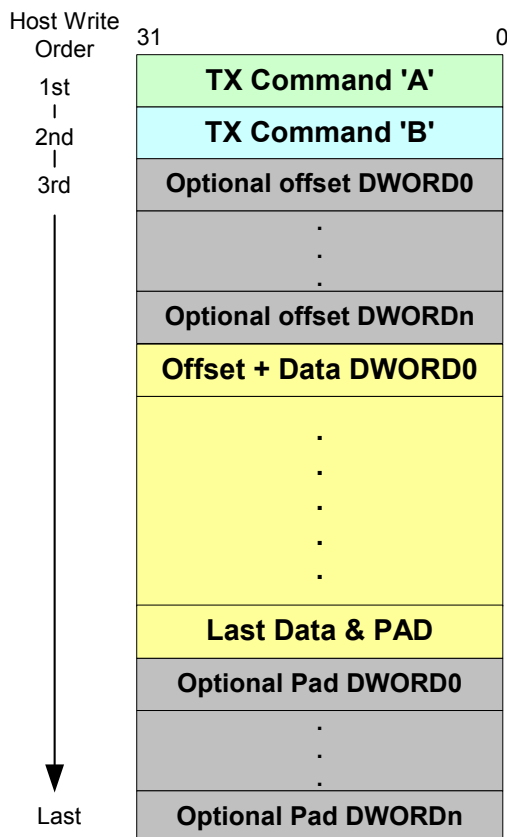 Host Write
Order
31
0
1st
TX Command 'A'
2nd
TX Command 'B'
3rd
Optional offset DWORD0
.
.
.
Optional offset DWORDn
Offset + Data DWORD0
.
.
.
.
.
Last Data & PAD
Optional Pad DWORD0
.
.
.
Last
Optional Pad DWORDn